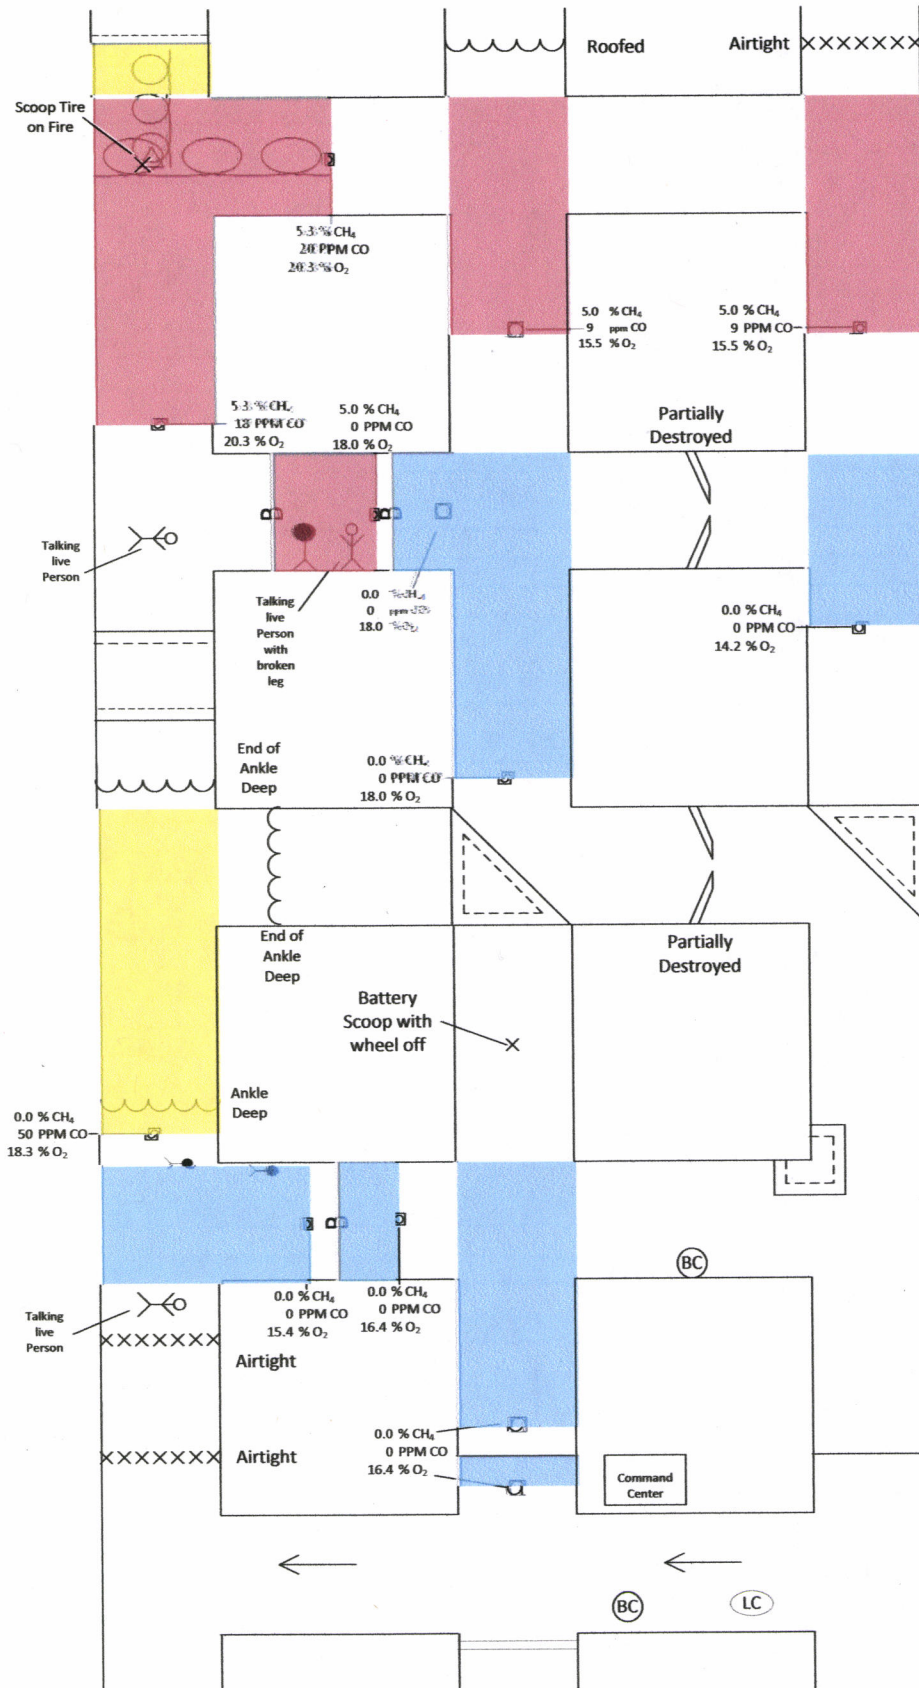 Roofed
Airtight
Scoop Tire
on Fire
5.3 % CH₄
20 PPM CO
20.3 % O₂
5.0 % CH₄
9 ppm CO
15.5 % O₂
5.0 % CH₄
9 PPM CO
15.5 % O₂
5.3 % CH₄
18 PPM CO
20.3 % O₂
5.0 % CH₄
0 PPM CO
18.0 % O₂
Partially
Destroyed
Talking
live
Person
Talking
live
Person
with
broken
leg
0.0 % CH₄
0 ppm CO
18.0 % O₂
0.0 % CH₄
0 PPM CO
14.2 % O₂
End of
Ankle
Deep
0.0 % CH₄
0 PPM CO
18.0 % O₂
End of
Ankle
Deep
Partially
Destroyed
Battery
Scoop with
wheel off
Ankle
Deep
0.0 % CH₄
50 PPM CO
18.3 % O₂
BC
Talking
live
Person
0.0 % CH₄
0 PPM CO
15.4 % O₂
0.0 % CH₄
0 PPM CO
16.4 % O₂
Airtight
Airtight
0.0 % CH₄
0 PPM CO
16.4 % O₂
Command
Center
BC
LC